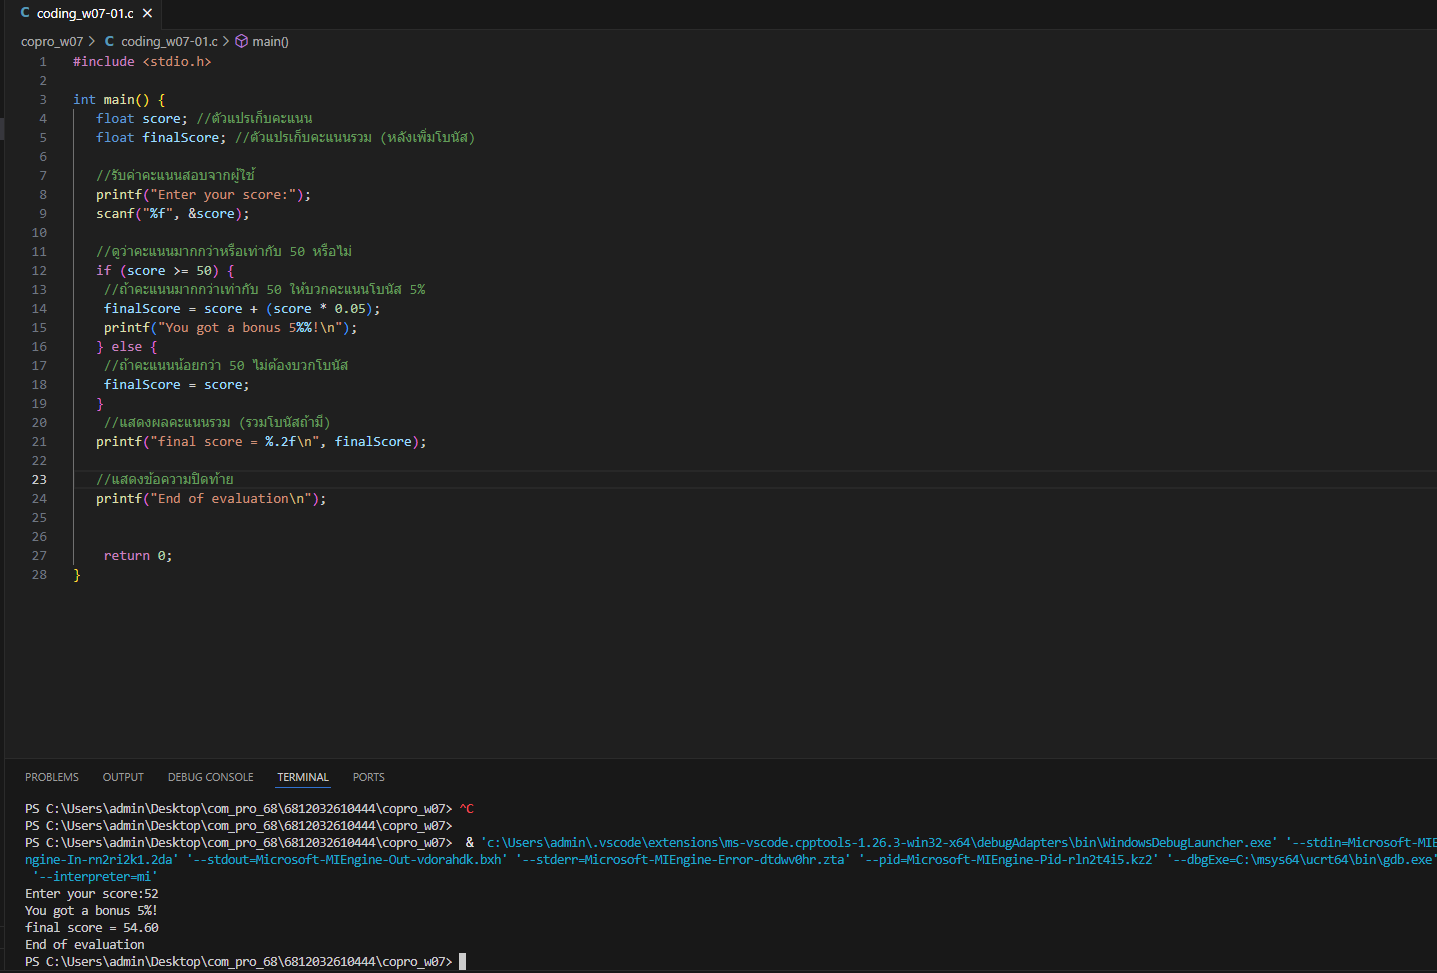 C coding_w07-01.c ×
copro_w07 > C coding_w07-01.c > main()
1 #include <stdio.h>
2
3 int main() {
4 float score; //ตัวแปรเก็บคะแนน
5 float finalScore; //ตัวแปรเก็บคะแนนรวม (หลังเพิ่มโบนัส)
6
7 //รับค่าคะแนนสอบจากผู้ใช้
8 printf("Enter your score:");
9 scanf("%f", &score);
10
11 //ดูว่าคะแนนมากกว่าหรือเท่ากับ 50 หรือไม่
12 if (score >= 50) {
13 //ถ้าคะแนนมากกว่าเท่ากับ 50 ให้บวกคะแนนโบนัส 5%
14 finalScore = score + (score * 0.05);
15 printf("You got a bonus 5%%!\n");
16 } else {
17 //ถ้าคะแนนน้อยกว่า 50 ไม่ต้องบวกโบนัส
18 finalScore = score;
19 }
20 //แสดงผลคะแนนรวม (รวมโบนัสถ้ามี)
21 printf("final score = %.2f\n", finalScore);
22
23 //แสดงข้อความปิดท้าย
24 printf("End of evaluation\n");
25
26
27 return 0;
28 }
PROBLEMS OUTPUT DEBUG CONSOLE TERMINAL PORTS
PS C:\Users\admin\Desktop\com_pro_68\6812032610444\copro_w07> ^C
PS C:\Users\admin\Desktop\com_pro_68\6812032610444\copro_w07>
PS C:\Users\admin\Desktop\com_pro_68\6812032610444\copro_w07> & 'c:\Users\admin\.vscode\extensions\ms-vscode.cpptools-1.26.3-win32-x64\debugAdapters\bin\WindowsDebugLauncher.exe' '--stdin=Microsoft-MIE
ngine-In-rn2ri2k1.2da' '--stdout=Microsoft-MIEngine-Out-vdorahdk.bxh' '--stderr=Microsoft-MIEngine-Error-dtdwv0hr.zta' '--pid=Microsoft-MIEngine-Pid-rln2t4i5.kz2' '--dbgExe=C:\msys64\ucrt64\bin\gdb.exe'
'--interpreter=mi'
Enter your score:52
You got a bonus 5%!
final score = 54.60
End of evaluation
PS C:\Users\admin\Desktop\com_pro_68\6812032610444\copro_w07>